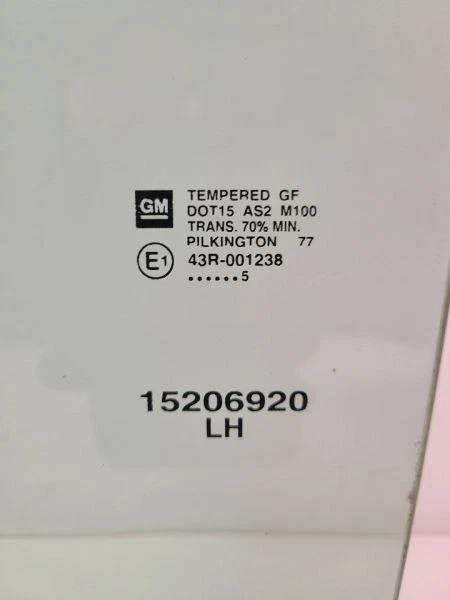 GM
TEMPERED GF
DOT15 AS2 M100
TRANS. 70% MIN.
PILKINGTON 77
E1 43R-001238
......5
15206920
LH